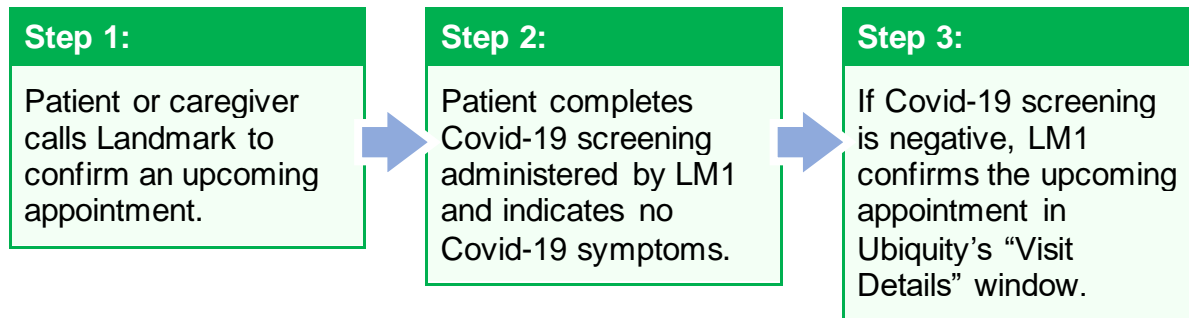 Step 1:
Patient or caregiver
calls Landmark to
confirm an upcoming
appointment.
Step 2:
Patient completes
Covid-19 screening
administered by LM1
and indicates no
Covid-19 symptoms.
Step 3:
If Covid-19 screening
is negative, LM1
confirms the upcoming
appointment in
Ubiquity’s “Visit
Details” window.